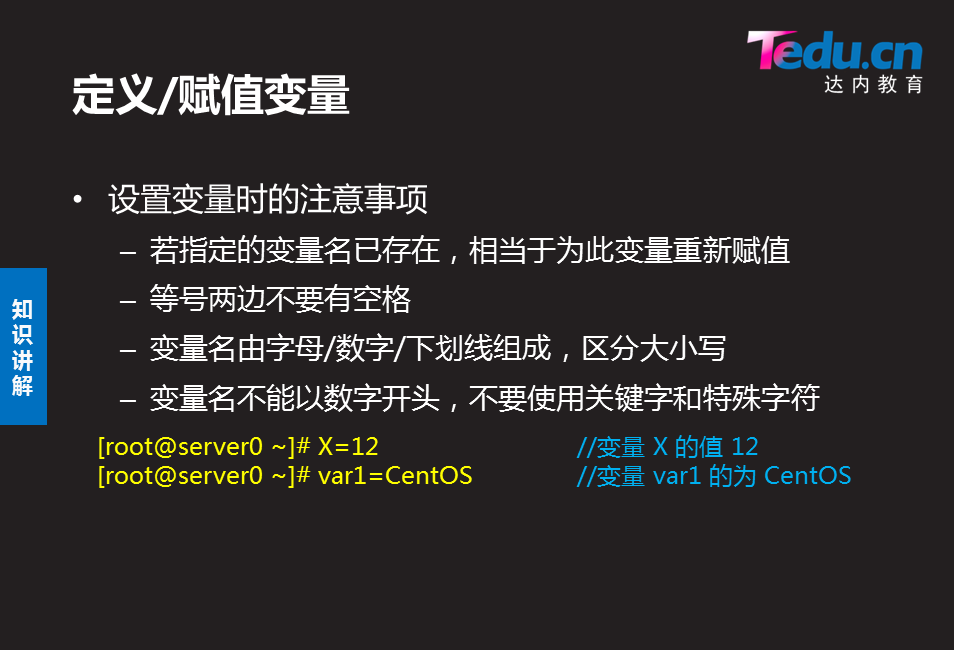 Tedu.cn
达内教育
定义/赋值变量
• 设置变量时的注意事项
– 若指定的变量名已存在，相当于为此变量重新赋值
– 等号两边不要有空格
– 变量名由字母/数字/下划线组成，区分大小写
– 变量名不能以数字开头，不要使用关键字和特殊字符
知识讲解
[root@server0 ~]# X=12 //变量 X 的值 12
[root@server0 ~]# var1=CentOS //变量 var1 的为 CentOS